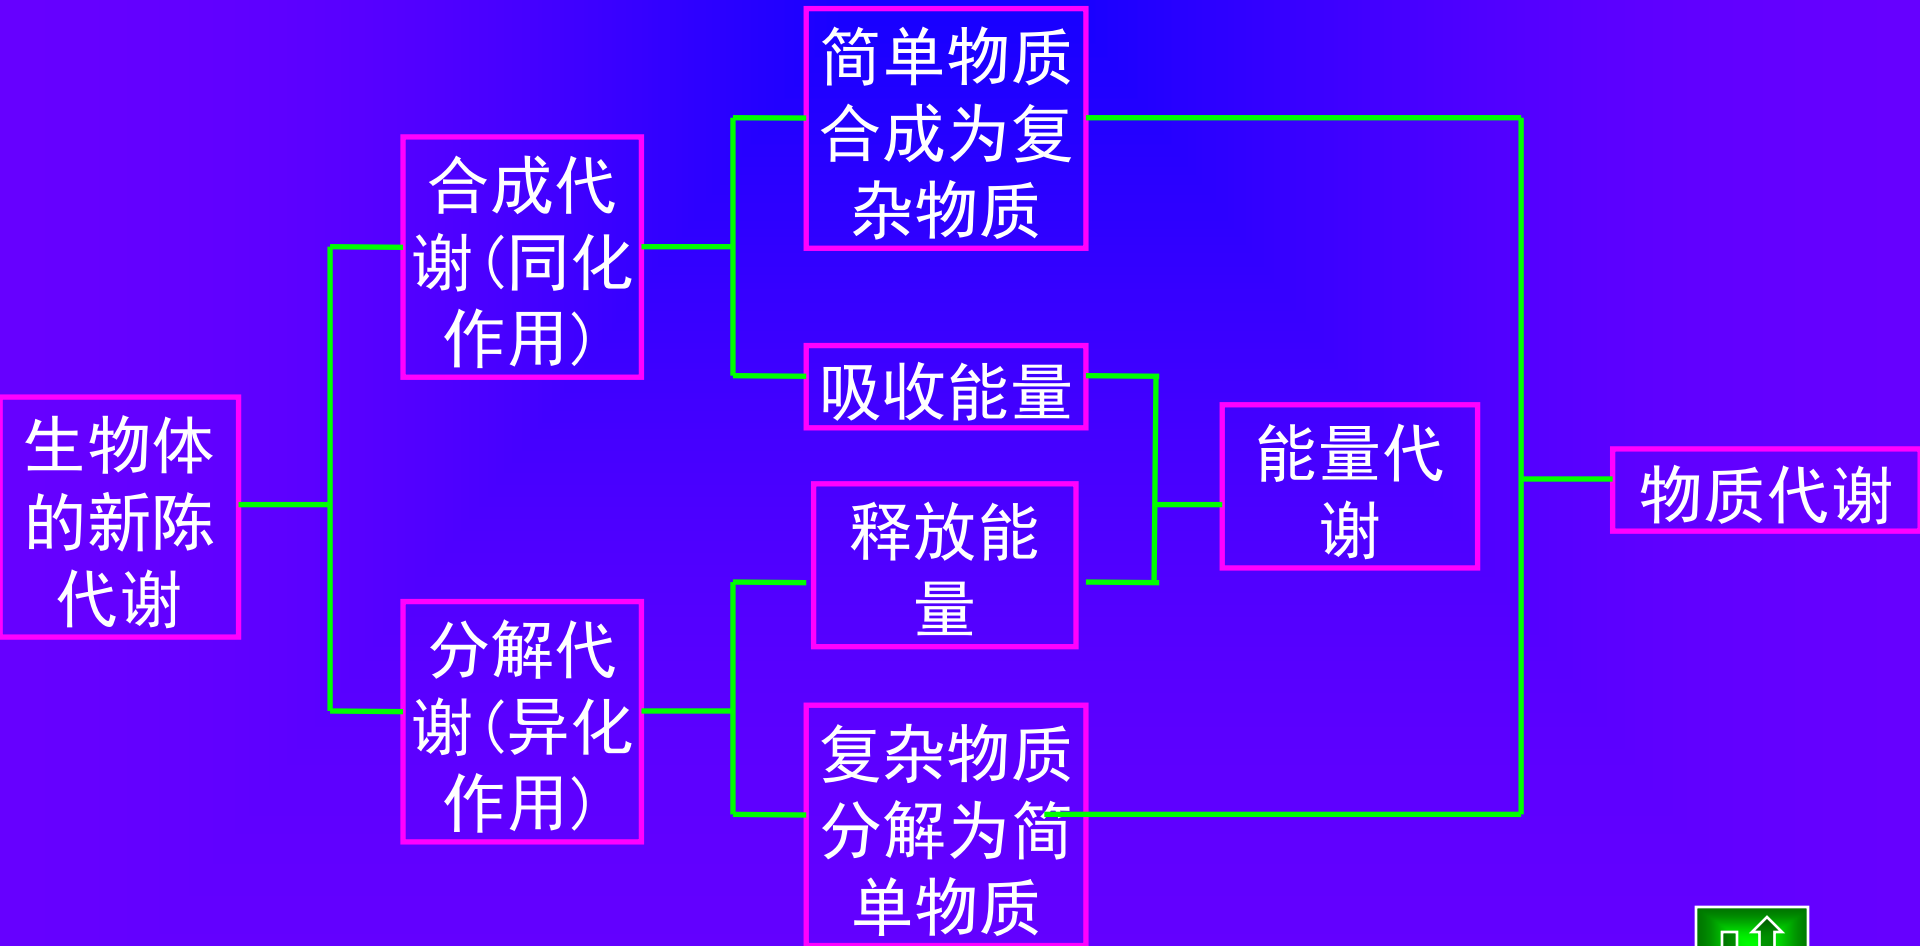 生物体
的新陈
代谢
合成代
谢(同化
作用)
分解代
谢(异化
作用)
简单物质
合成为复
杂物质
吸收能量
释放能
量
复杂物质
分解为简
单物质
能量代
谢
物质代谢